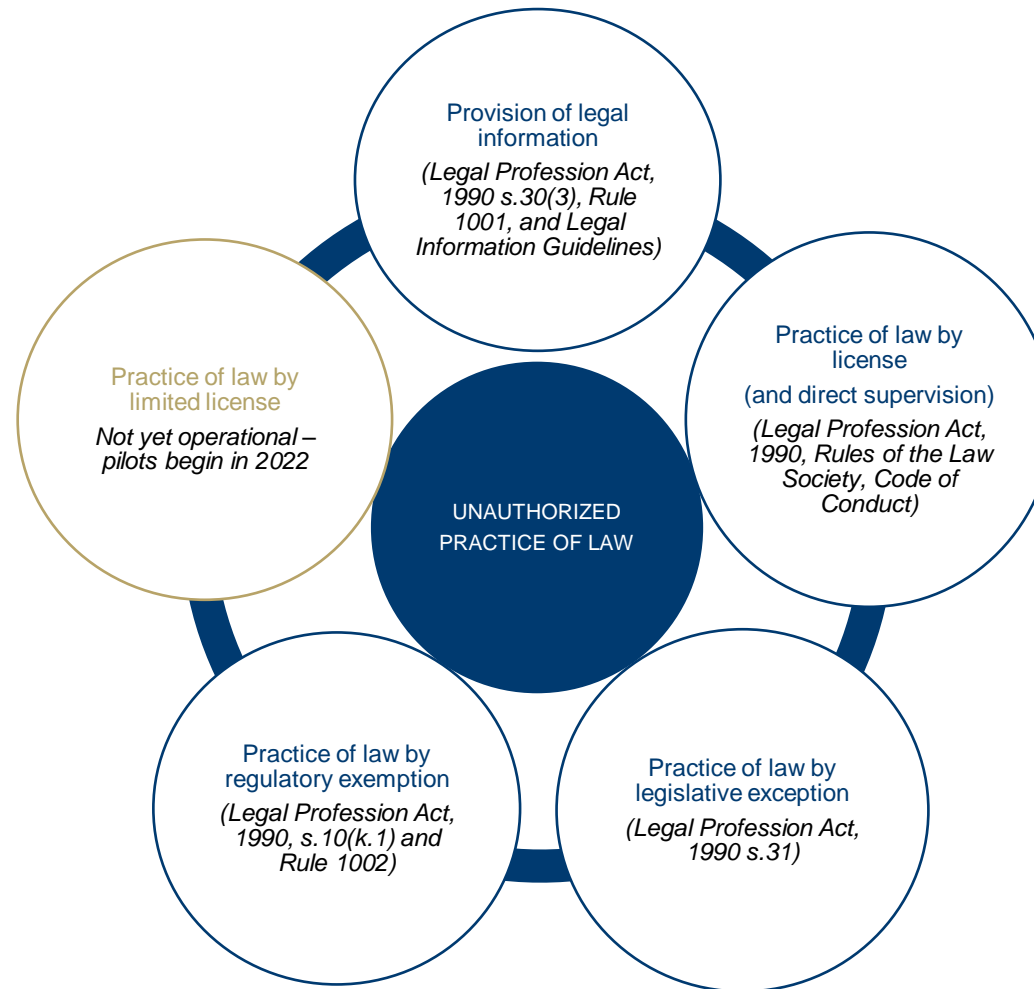 Provision of legal
information
(Legal Profession Act,
1990 s.30(3), Rule
1001, and Legal
Information Guidelines)
Practice of law by
license
(and direct supervision)
(Legal Profession Act,
1990, Rules of the Law
Society, Code of
Conduct)
Practice of law by
legislative exception
(Legal Profession Act,
1990 s.31)
Practice of law by
regulatory exemption
(Legal Profession Act,
1990, s.10(k.1) and
Rule 1002)
Practice of law by
limited license
Not yet operational –
pilots begin in 2022
UNAUTHORIZED
PRACTICE OF LAW